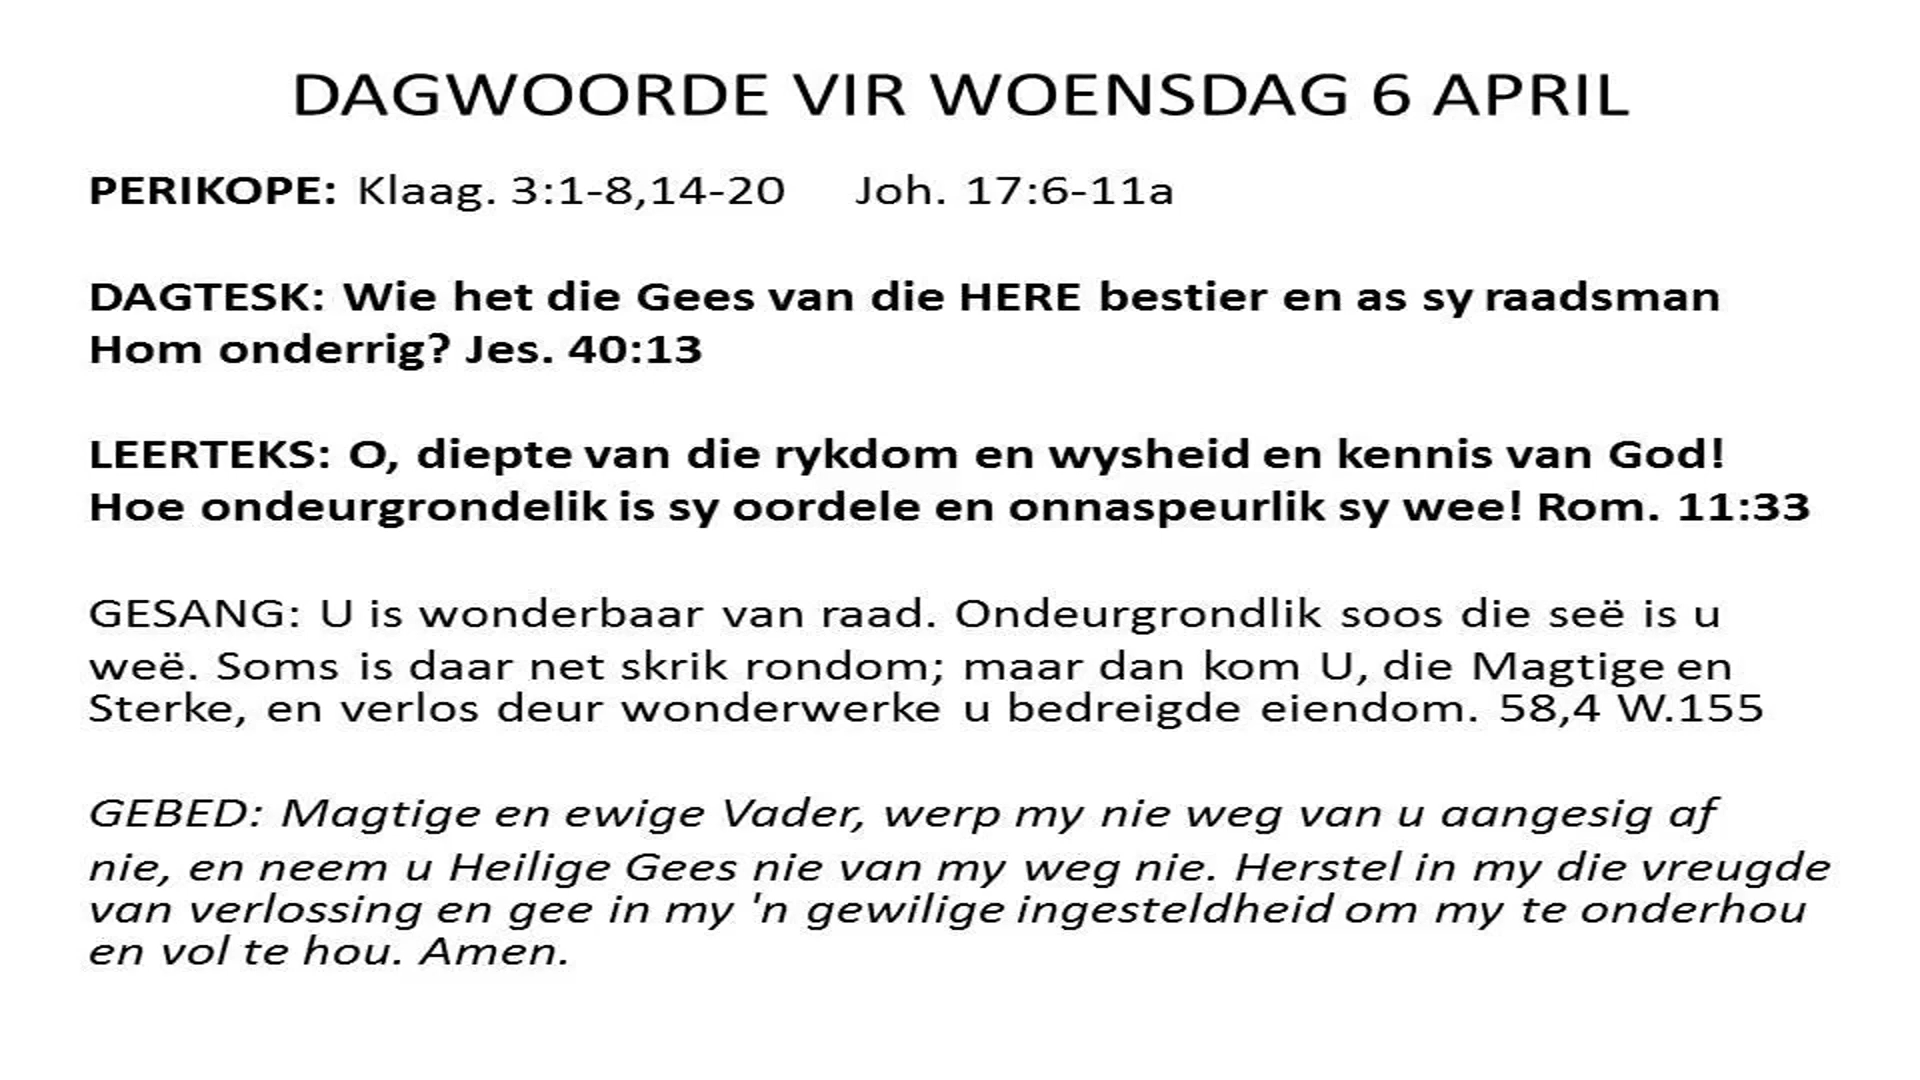 DAGWOORDE VIR WOENSDAG 6 APRIL
PERIKOPE: Klaag. 3:1-8,14-20 Joh. 17:6-11a
DAGTESK: Wie het die Gees van die HERE bestier en as sy raadsman
Hom onderrig? Jes. 40:13
LEERTEKS: O, diepte van die rykdom en wysheid en kennis van God!
Hoe ondeurgrondelik is sy oordele en onnaspeurlik sy wee! Rom. 11:33
GESANG: U is wonderbaar van raad. Ondeurgrondlik soos die seë is u
weë. Soms is daar net skrik rondom; maar dan kom U, die Magtige en
Sterke, en verlos deur wonderwerke u bedreigde eiendom. 58,4 W.155
GEBED: Magtige en ewige Vader, werp my nie weg van u aangesig af
nie, en neem u Heilige Gees nie van my weg nie. Herstel in my die vreugde
van verlossing en gee in my 'n gewilige ingesteldheid om my te onderhou
en vol te hou. Amen.